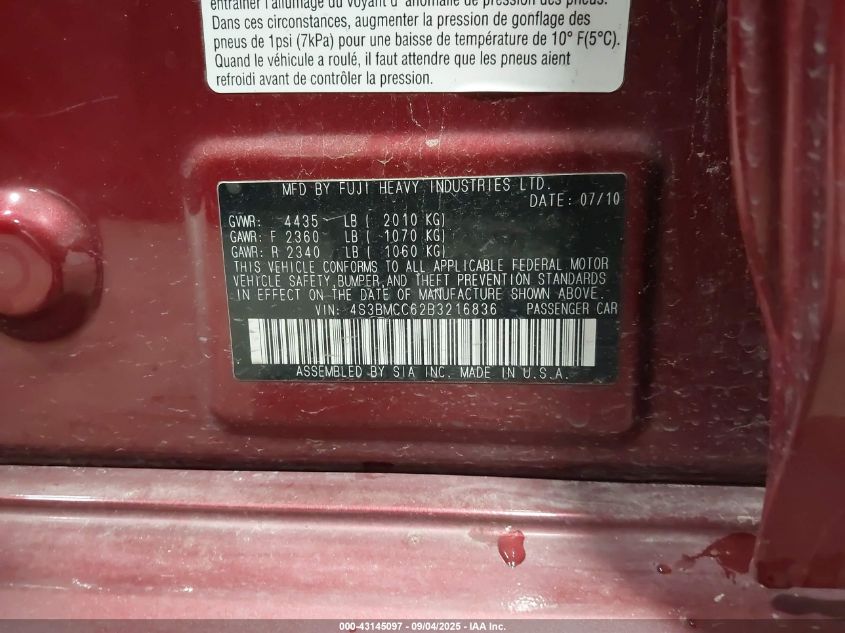 entraîner l'allumage du voyant d' anomalie de pression des pneus.
Dans ces circonstances, augmenter la pression de gonflage des
pneus de 1psi (7kPa) pour une baisse de température de 10° F(5°C).
Quand le véhicule a roulé, il faut attendre que les pneus aient
refroidi avant de contrôler la pression.
MFD BY FUJI HEAVY INDUSTRIES LTD.
DATE: 07/10
GVWR: 4435 LB ( 2010 KG)
GAWR: F 2360 LB ( 1070 KG)
GAWR: R 2340 LB ( 1060 KG)
THIS VEHICLE CONFORMS TO ALL APPLICABLE FEDERAL MOTOR
VEHICLE SAFETY,BUMPER,AND THEFT PREVENTION STANDARDS
IN EFFECT ON THE DATE OF MANUFACTURE SHOWN ABOVE.
VIN: 4S3BMCC62B3216836 PASSENGER CAR
ASSEMBLED BY SIA INC. MADE IN U.S.A.
000-43145097 - 09/04/2025 - IAA Inc.